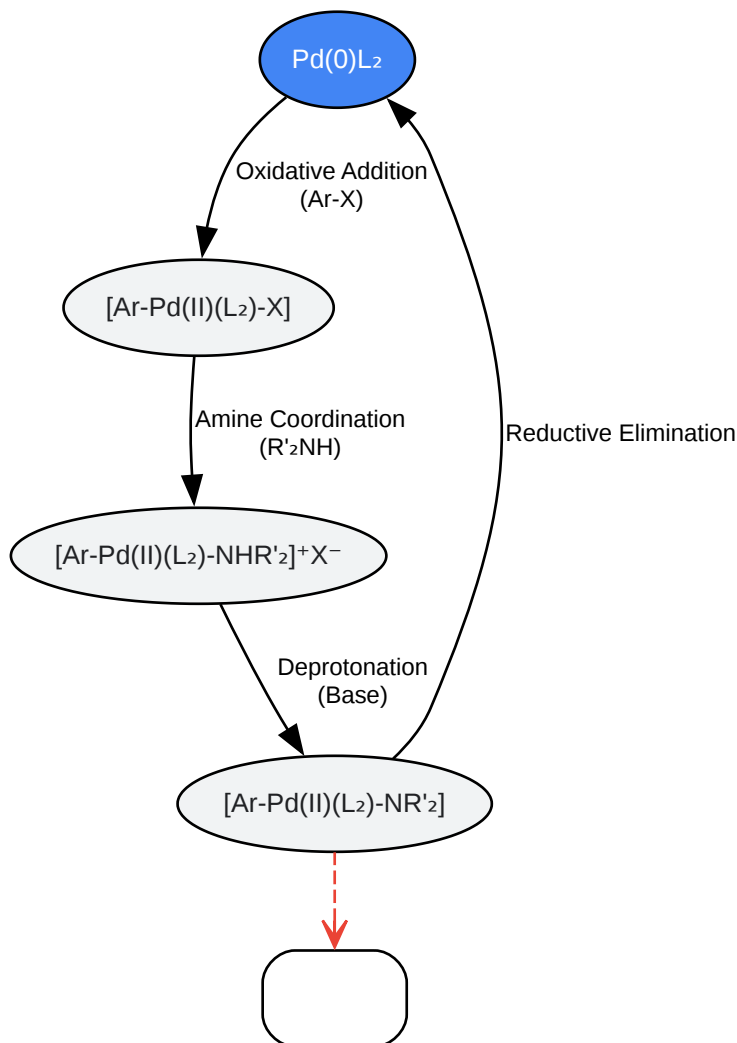 Pd(0)L₂
Oxidative Addition
(Ar-X)
[Ar-Pd(II)(L₂)-X]
Amine Coordination
(R'₂NH)
Reductive Elimination
[Ar-Pd(II)(L₂)-NHR'₂]⁺X⁻
Deprotonation
(Base)
[Ar-Pd(II)(L₂)-NR'₂]